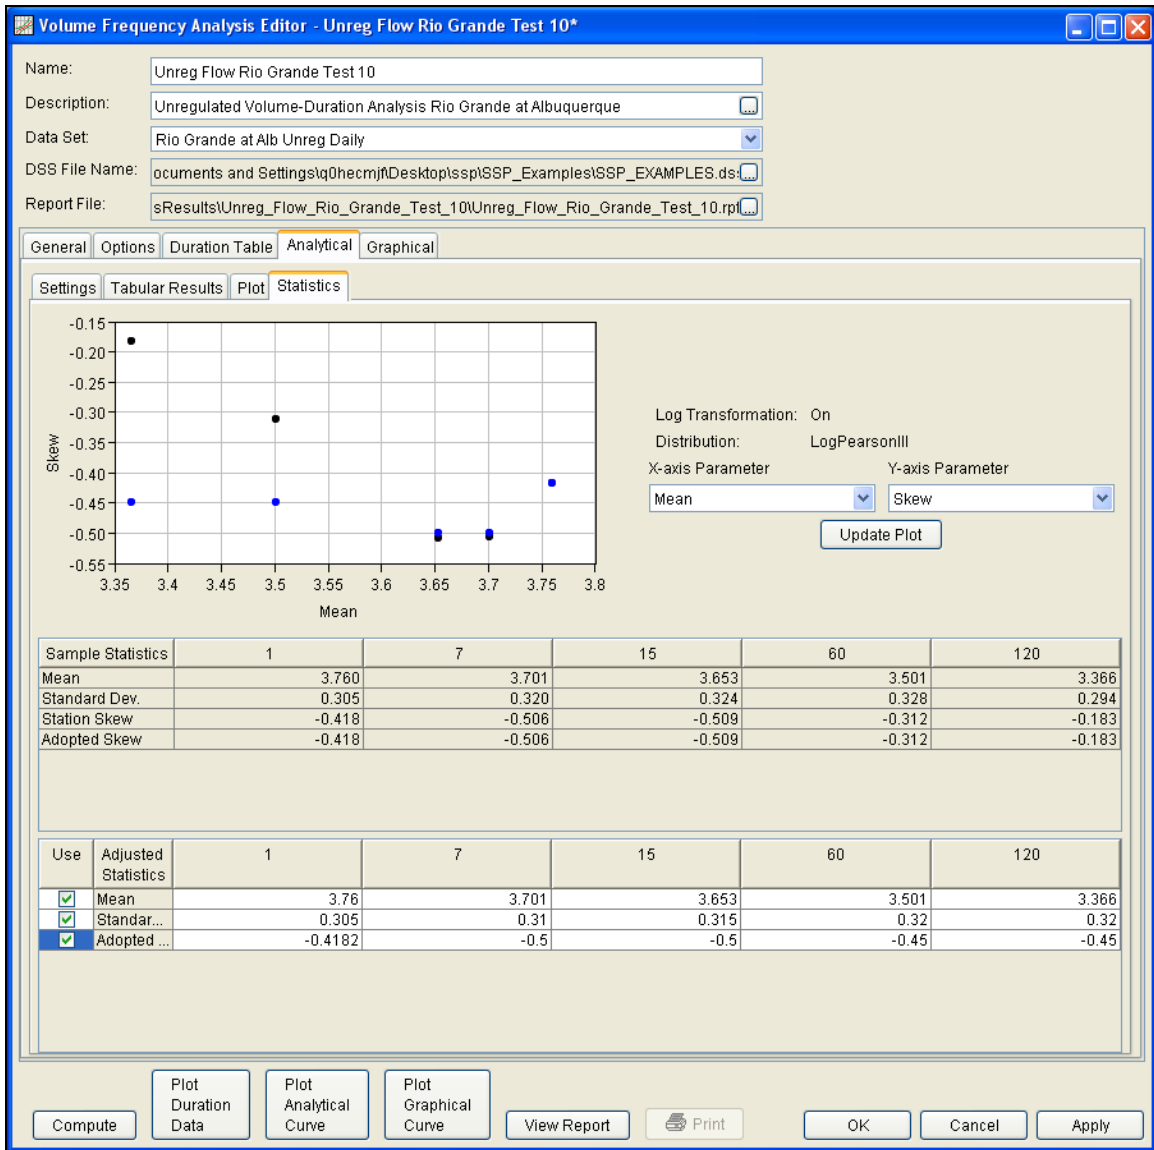 Volume Frequency Analysis Editor - Unreg Flow Rio Grande Test 10*
Name: Unreg Flow Rio Grande Test 10
Description: Unregulated Volume-Duration Analysis Rio Grande at Albuquerque ...
Data Set: Rio Grande at Alb Unreg Daily
DSS File Name: ocuments and Settings\q0hecmjf\Desktop\ssp\SSP_Examples\SSP_EXAMPLES.ds: ...
Report File: sResults\Unreg_Flow_Rio_Grande_Test_10\Unreg_Flow_Rio_Grande_Test_10.rpt ...
General Options Duration Table Analytical Graphical
Settings Tabular Results Plot Statistics
-0.15
-0.20
-0.25
-0.30
-0.35
-0.40
-0.45
-0.50
-0.55
Skew
3.35 3.4 3.45 3.5 3.55 3.6 3.65 3.7 3.75 3.8
Mean
Log Transformation: On
Distribution: LogPearsonIII
X-axis Parameter Y-axis Parameter
Mean Skew
Update Plot
Sample Statistics 1 7 15 60 120
Mean 3.760 3.701 3.653 3.501 3.366
Standard Dev. 0.305 0.320 0.324 0.328 0.294
Station Skew -0.418 -0.506 -0.509 -0.312 -0.183
Adopted Skew -0.418 -0.506 -0.509 -0.312 -0.183
Use Adjusted 1 7 15 60 120
Statistics
Mean 3.76 3.701 3.653 3.501 3.366
Standar... 0.305 0.31 0.315 0.32 0.32
Adopted ... -0.4182 -0.5 -0.5 -0.45 -0.45
Compute
Plot
Duration
Data
Plot
Analytical
Curve
Plot
Graphical
Curve
View Report
Print
OK
Cancel
Apply